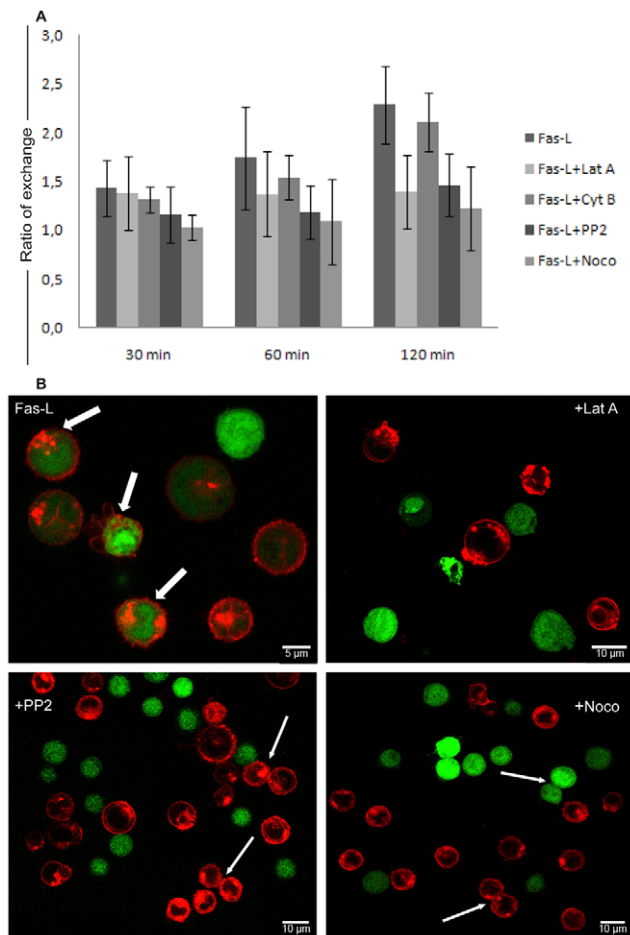 A
Ratio of exchange
3,0
2,5
2,0
1,5
1,0
0,5
0,0
30 min
60 min
120 min
Fas-L
Fas-L+Lat A
Fas-L+Cyt B
Fas-L+PP2
Fas-L+Noco
B
Fas-L
5 µm
+Lat A
10 µm
+PP2
10 µm
+Noco
10 µm